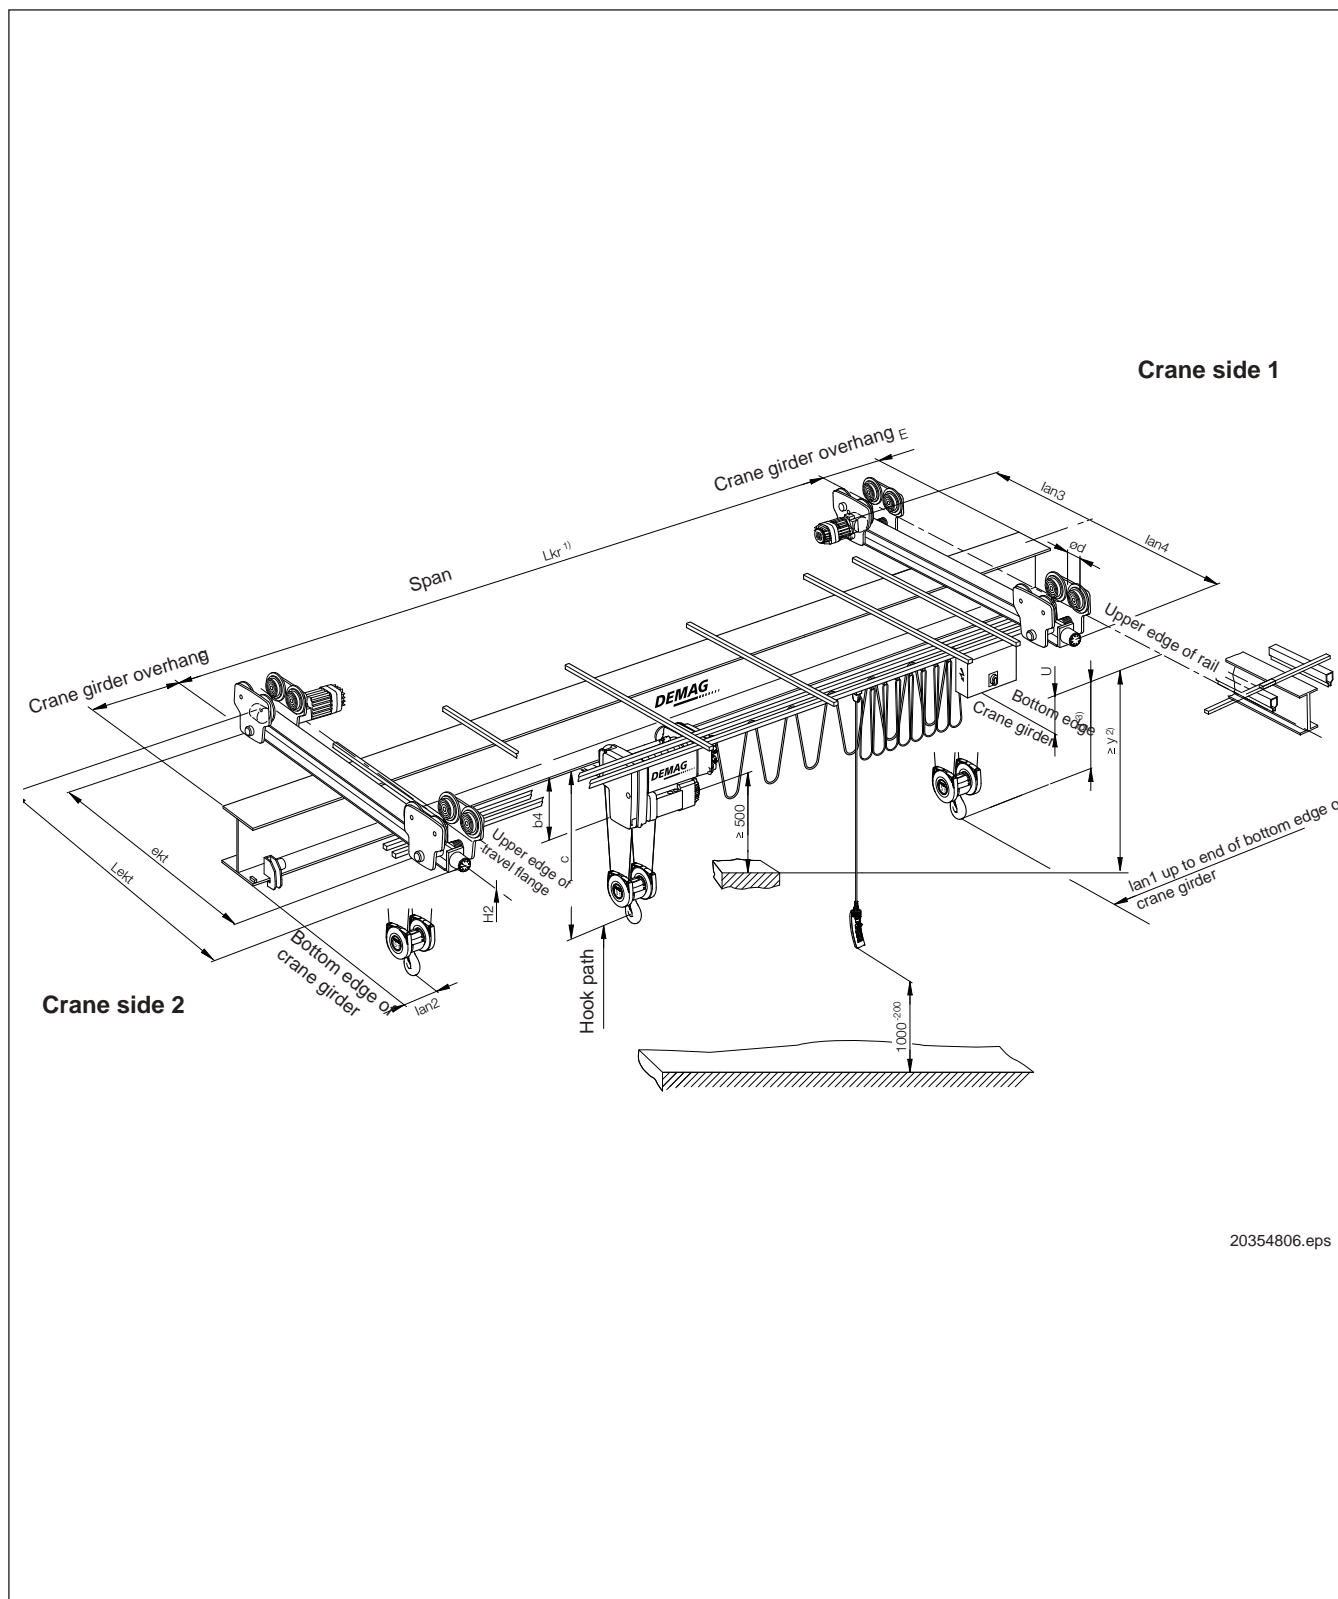 Crane side 1
Crane girder overhang E
lan3
lan4
ød
Lkr 1)
Span
Upper edge of rail
Crane girder overhang
U
DEMAG
Bottom edge
Crane girder
≥ y 2)
DEMAG
≥ 500
b4
c
ekt
Lekt
Upper edge of
travel flange
H2
lan1 up to end of bottom edge o
crane girder
Bottom edge of
crane girder
lan2
Hook path
Crane side 2
1000 -200
20354806.eps